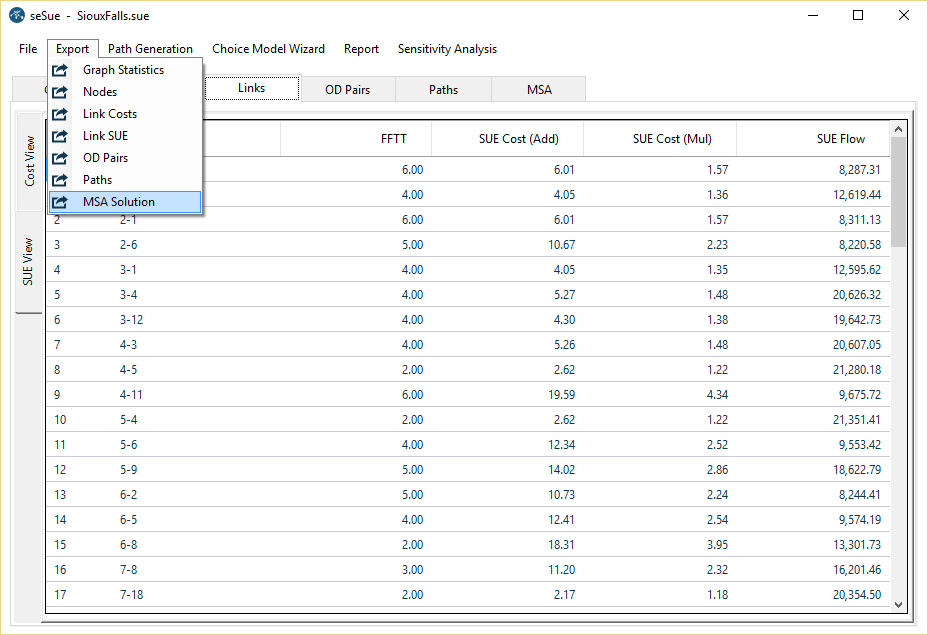 seSue - SiouxFalls.sue
File Export Path Generation Choice Model Wizard Report Sensitivity Analysis
Graph Statistics
Nodes
Link Costs
Link SUE
OD Pairs
Paths
MSA Solution
Links OD Pairs Paths MSA
Cost View
SUE View
FFTT SUE Cost (Add) SUE Cost (Mul) SUE Flow
6.00 6.01 1.57 8,287.31
4.00 4.05 1.36 12,619.44
2 2-1 6.00 6.01 1.57 8,311.13
3 2-6 5.00 10.67 2.23 8,220.58
4 3-1 4.00 4.05 1.35 12,595.62
5 3-4 4.00 5.27 1.48 20,626.32
6 3-12 4.00 4.30 1.38 19,642.73
7 4-3 4.00 5.26 1.48 20,607.05
8 4-5 2.00 2.62 1.22 21,280.18
9 4-11 6.00 19.59 4.34 9,675.72
10 5-4 2.00 2.62 1.22 21,351.41
11 5-6 4.00 12.34 2.52 9,553.42
12 5-9 5.00 14.02 2.86 18,622.79
13 6-2 5.00 10.73 2.24 8,244.41
14 6-5 4.00 12.41 2.54 9,574.19
15 6-8 2.00 18.31 3.95 13,301.73
16 7-8 3.00 11.20 2.32 16,201.46
17 7-18 2.00 2.17 1.18 20,354.50